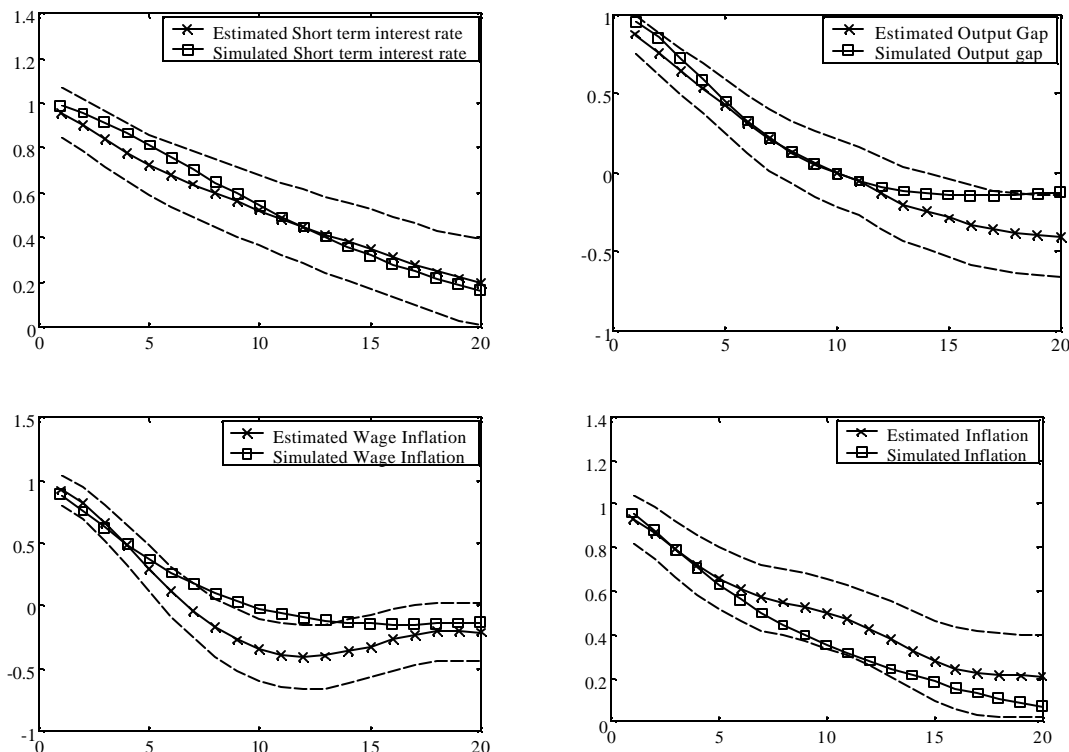 1.4
1.2
1
0.8
0.6
0.4
0.2
0
0 5 10 15 20
Estimated Short term interest rate
Simulated Short term interest rate
1
0.5
0
-0.5
-1
0 5 10 15 20
Estimated Output Gap
Simulated Output gap
1.5
1
0.5
0
-0.5
-1
0 5 10 15 20
Estimated Wage Inflation
Simulated Wage Inflation
1.4
1.2
1
0.8
0.6
0.4
0.2
0
0 5 10 15 20
Estimated Inflation
Simulated Inflation